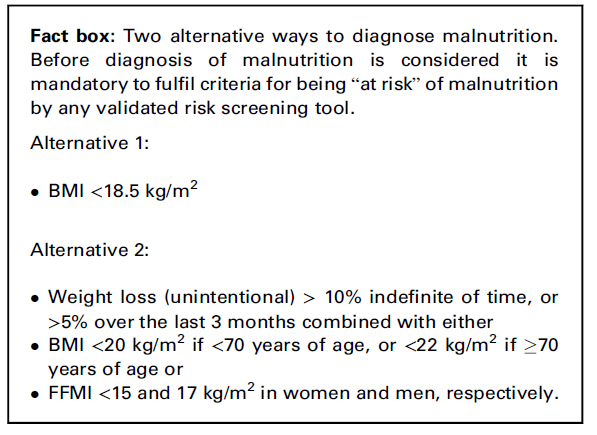 Fact box: Two alternative ways to diagnose malnutrition.
Before diagnosis of malnutrition is considered it is
mandatory to fulfil criteria for being “at risk” of malnutrition
by any validated risk screening tool.
Alternative 1:
• BMI <18.5 kg/m²
Alternative 2:
• Weight loss (unintentional) > 10% indefinite of time, or
>5% over the last 3 months combined with either
• BMI <20 kg/m² if <70 years of age, or <22 kg/m² if ≥70
years of age or
• FFMI <15 and 17 kg/m² in women and men, respectively.